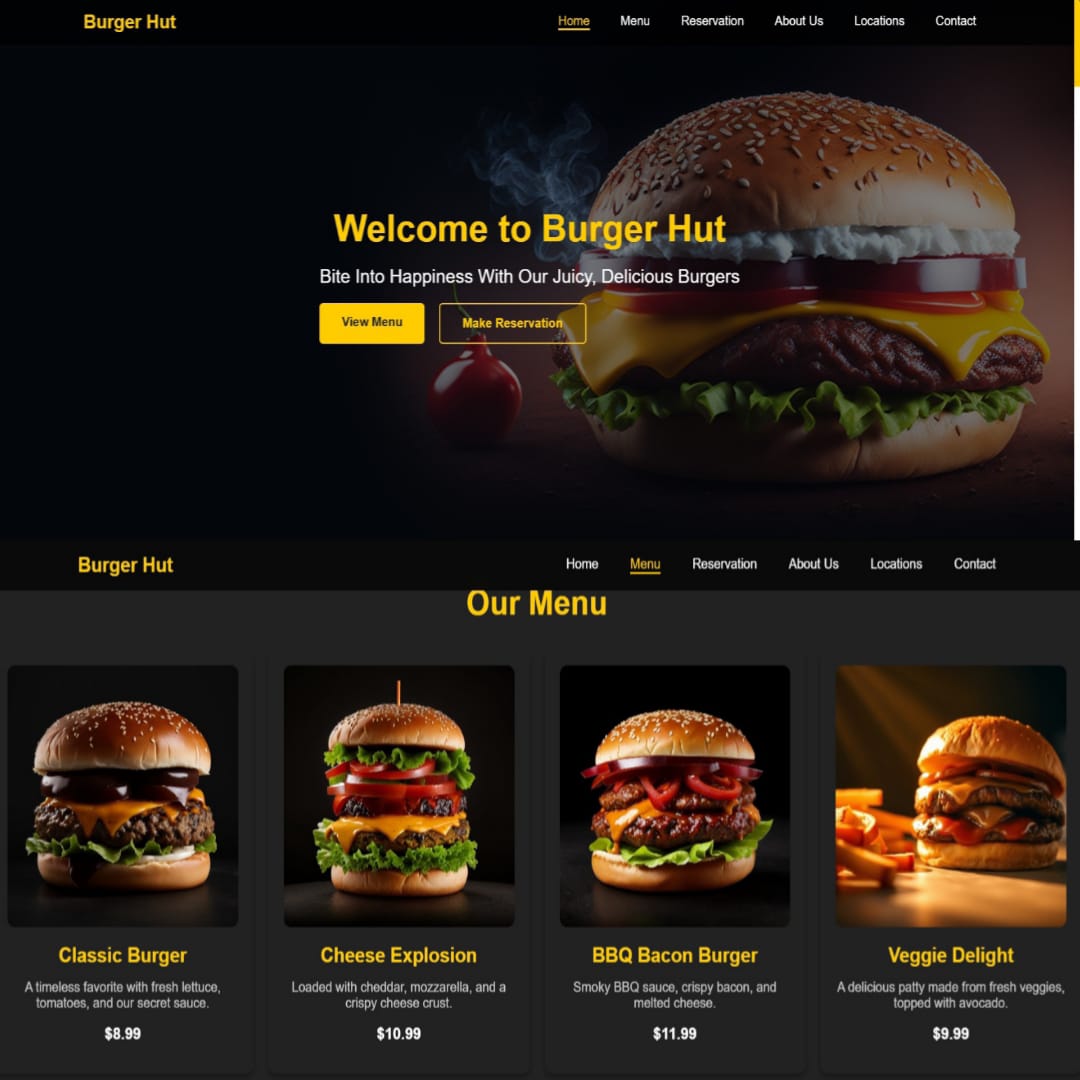 Burger Hut
Home Menu Reservation About Us Locations Contact
Welcome to Burger Hut
Bite Into Happiness With Our Juicy, Delicious Burgers
View Menu Make Reservation
Burger Hut
Home Menu Reservation About Us Locations Contact
Our Menu
Classic Burger
A timeless favorite with fresh lettuce,
tomatoes, and our secret sauce.
$8.99
Cheese Explosion
Loaded with cheddar, mozzarella, and a
crispy cheese crust.
$10.99
BBQ Bacon Burger
Smoky BBQ sauce, crispy bacon, and
melted cheese.
$11.99
Veggie Delight
A delicious patty made from fresh veggies,
topped with avocado.
$9.99